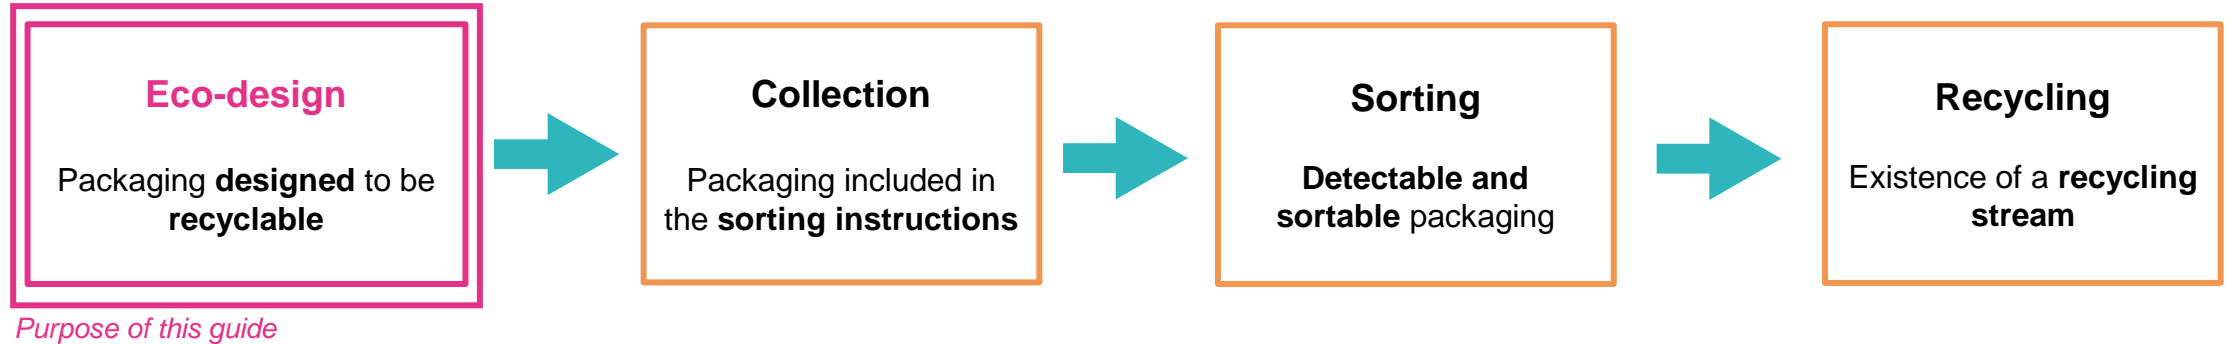 Eco-design
Packaging designed to be
recyclable
Purpose of this guide
Collection
Packaging included in
the sorting instructions
Sorting
Detectable and
sortable packaging
Recycling
Existence of a recycling
stream